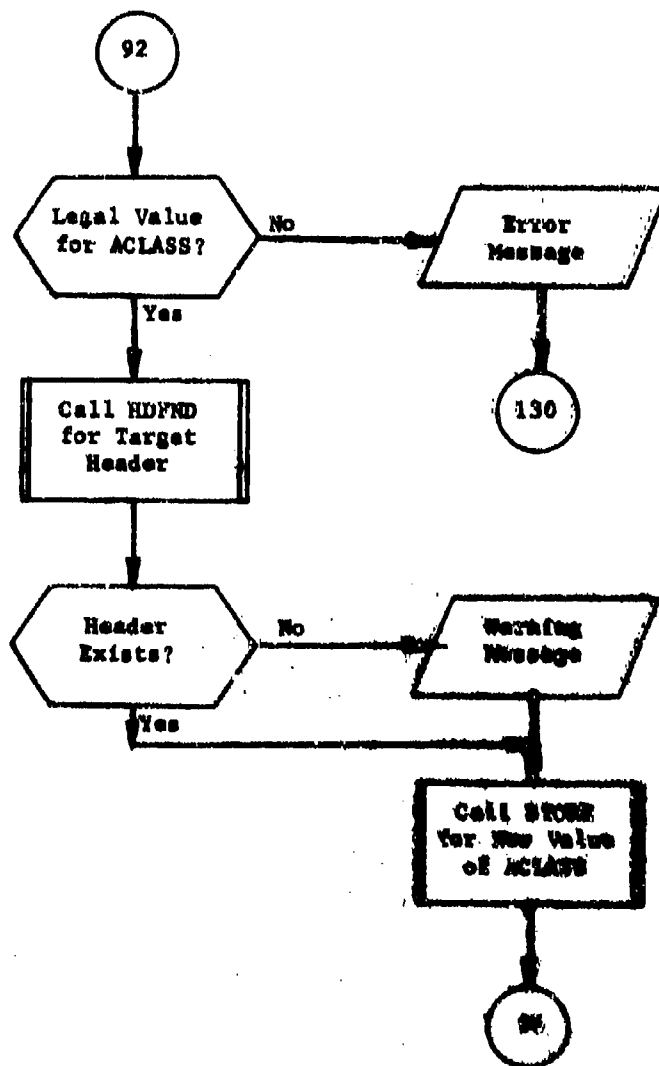 92
Legal Value
for ACLASS?
No
Error
Message
Yes
130
Call HDFND
for Target
Header
Header
Exists?
No
Warning
Message
Yes
Call STORE
for New Value
of ACLASS